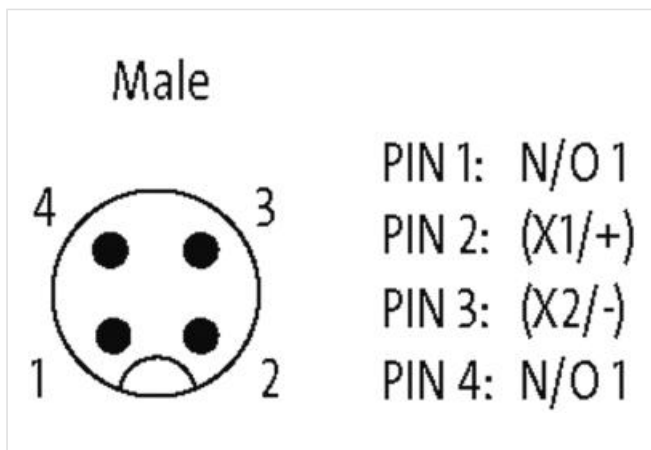 Male
4 3
1 2
PIN 1: N/O 1
PIN 2: (X1/+)
PIN 3: (X2/-)
PIN 4: N/O 1